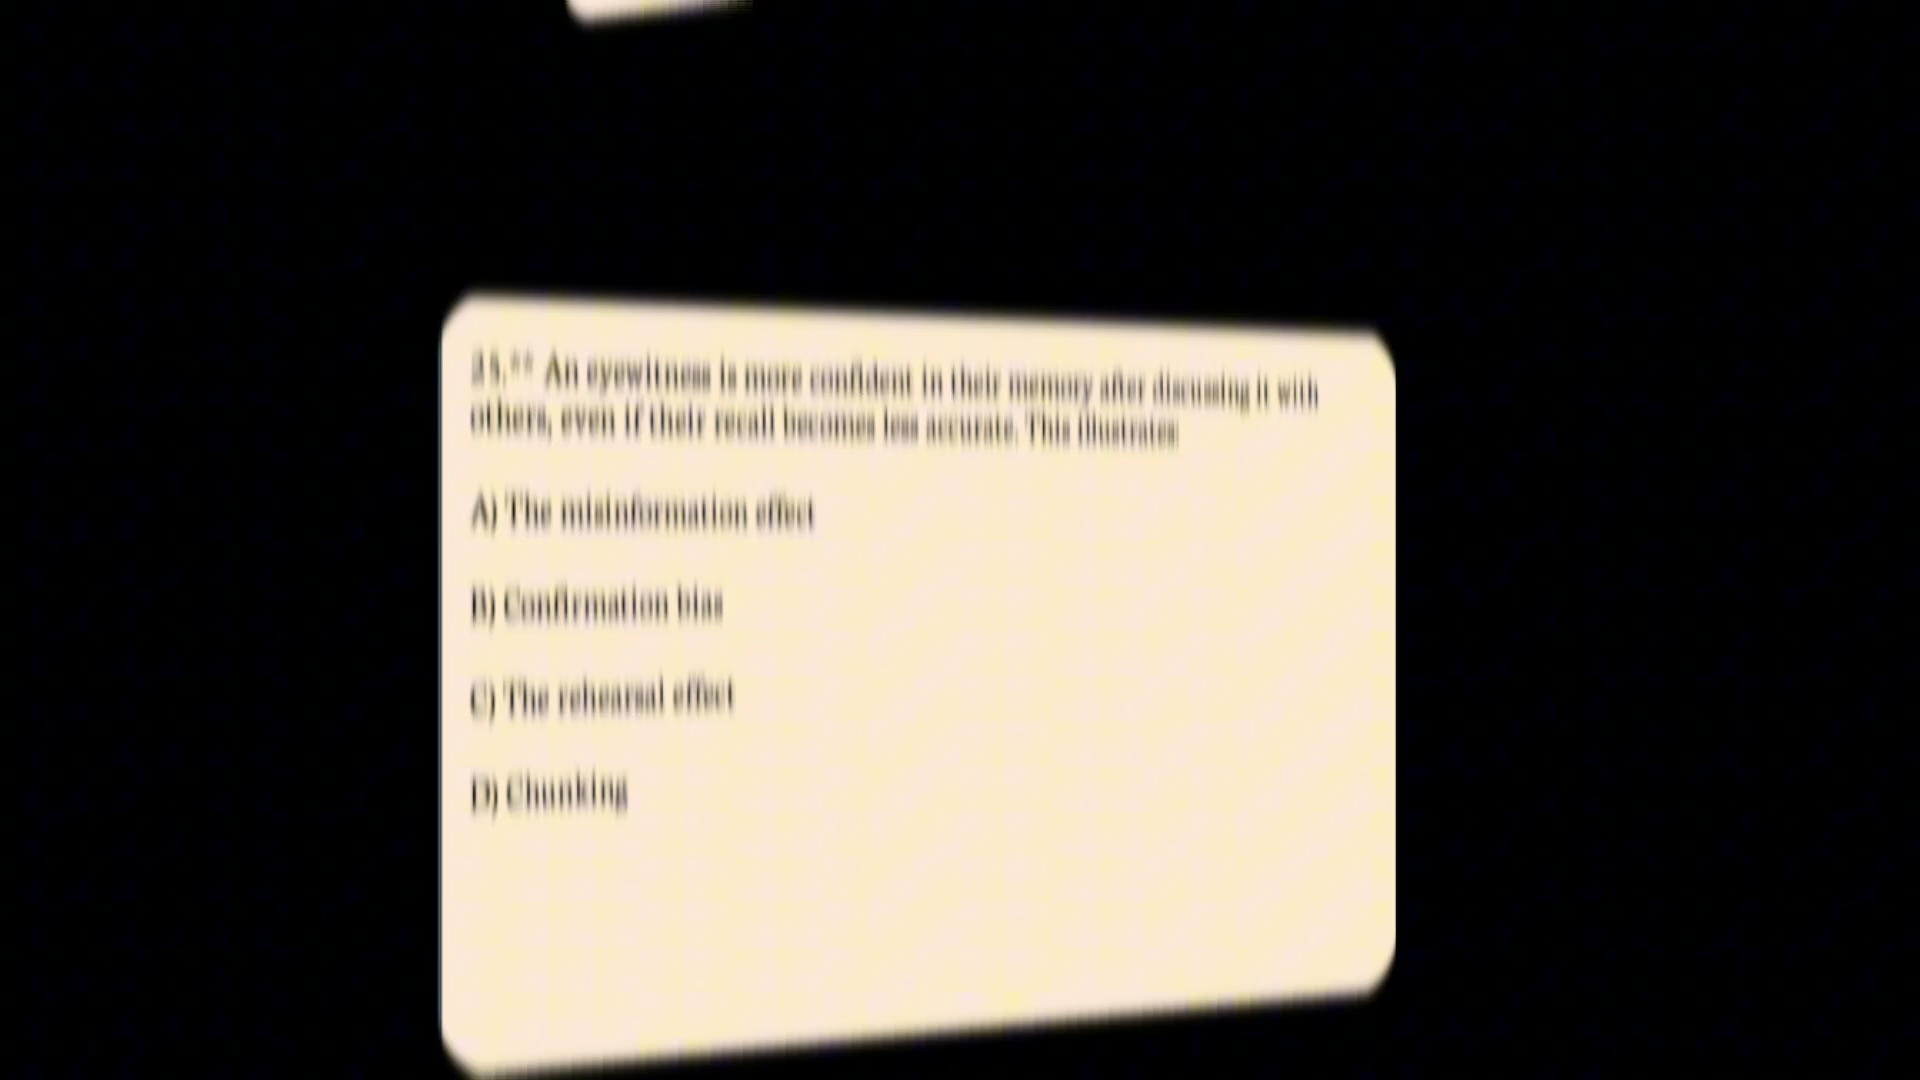 25.** An eyewitness is more confident in their memory after discussing it with
others, even if their recall becomes less accurate. This illustrates:
A) The misinformation effect
B) Confirmation bias
C) The rehearsal effect
D) Chunking